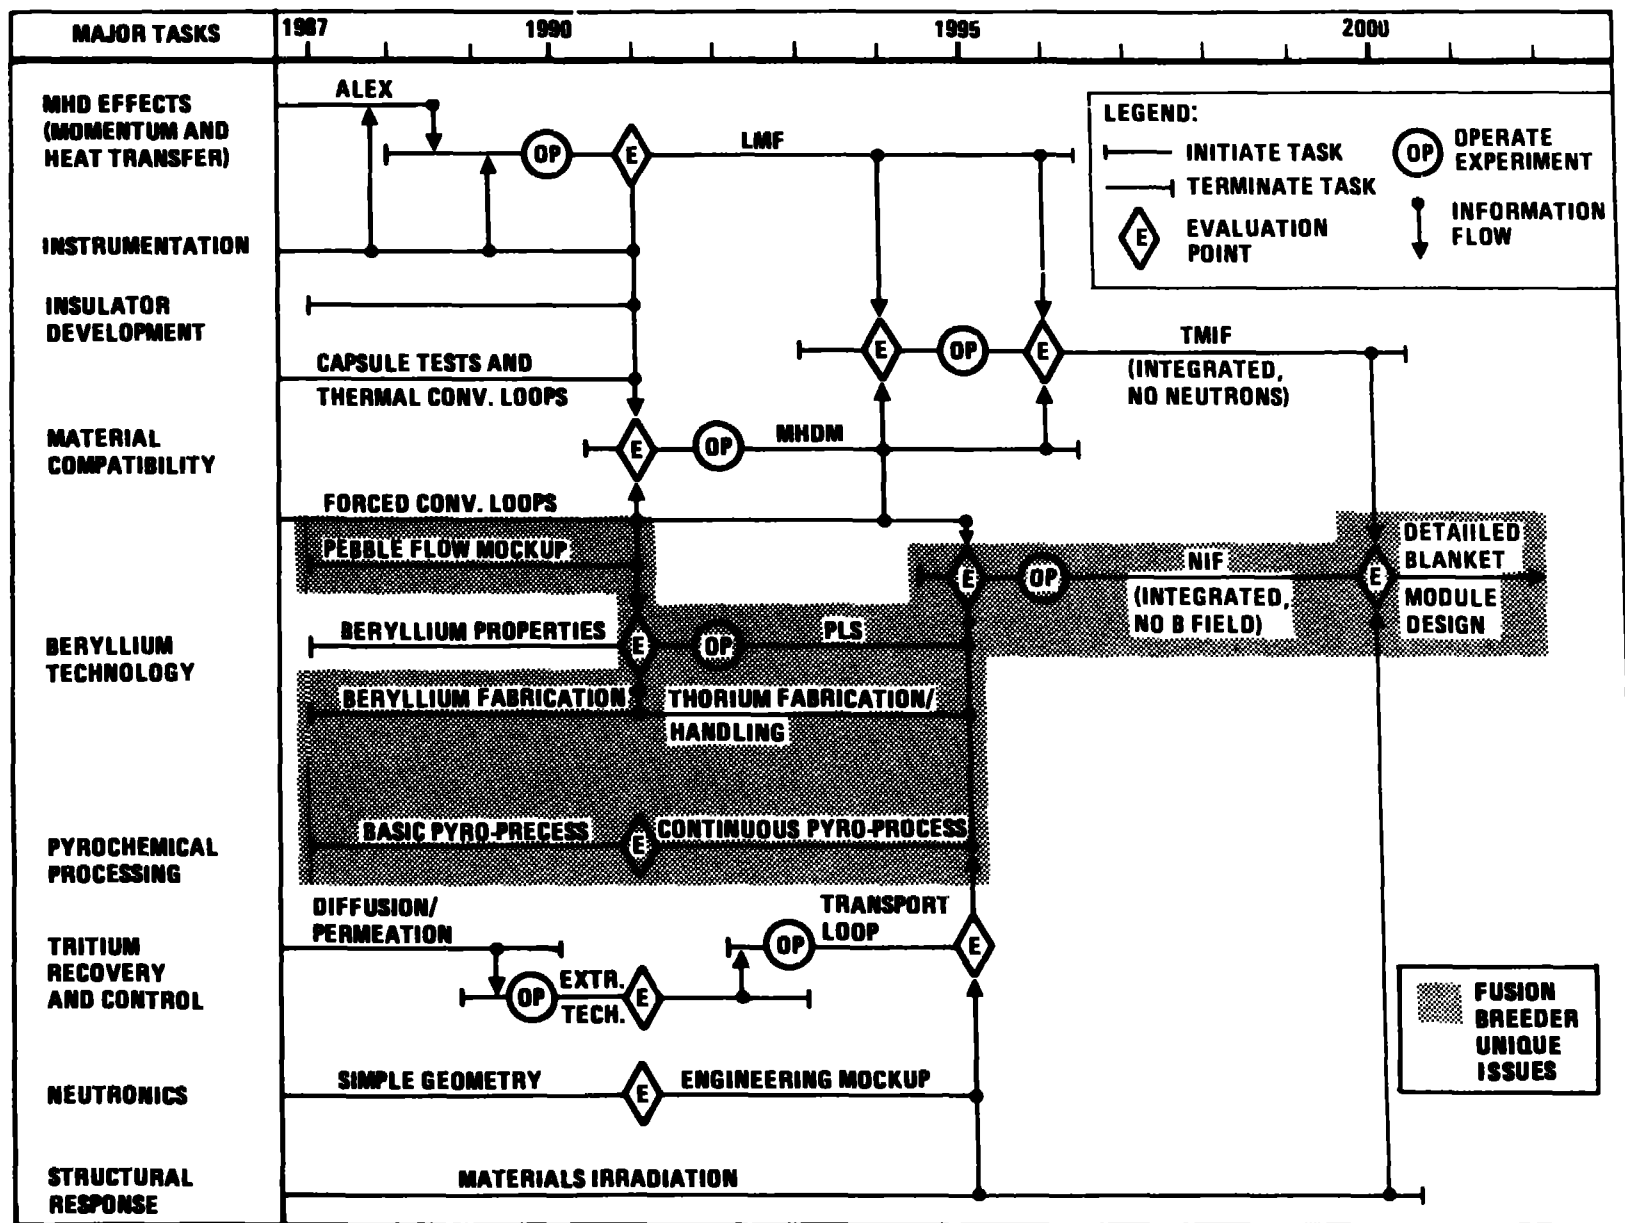 MAJOR TASKS
1987
1990
1995
2000
MHD EFFECTS
(MOMENTUM AND
HEAT TRANSFER)
ALEX
OP
E
LMF
LEGEND:
INITIATE TASK
TERMINATE TASK
E
EVALUATION
POINT
OP
OPERATE
EXPERIMENT
INFORMATION
FLOW
INSTRUMENTATION
INSULATOR
DEVELOPMENT
CAPSULE TESTS AND
THERMAL CONV. LOOPS
E
OP
E
TMIF
(INTEGRATED,
NO NEUTRONS)
MATERIAL
COMPATIBILITY
E
OP
MHDM
FORCED CONV. LOOPS
PEBBLE FLOW MOCKUP
E
OP
NIF
(INTEGRATED,
NO B FIELD)
E
DETAIILED
BLANKET
MODULE
DESIGN
BERYLLIUM
TECHNOLOGY
BERYLLIUM PROPERTIES
E
OP
PLS
BERYLLIUM FABRICATION
THORIUM FABRICATION/
HANDLING
PYROCHEMICAL
PROCESSING
BASIC PYRO-PRECESS
E
CONTINUOUS PYRO-PROCESS
TRITIUM
RECOVERY
AND CONTROL
DIFFUSION/
PERMEATION
OP
EXTR.
TECH.
E
OP
TRANSPORT
LOOP
E
FUSION
BREEDER
UNIQUE
ISSUES
NEUTRONICS
SIMPLE GEOMETRY
E
ENGINEERING MOCKUP
STRUCTURAL
RESPONSE
MATERIALS IRRADIATION